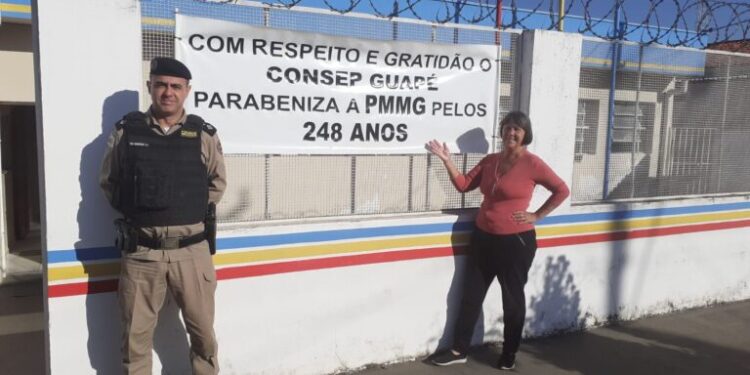 COM RESPEITO E GRATIDÃO O
CONSEP GUAPÉ
PARABENIZA A PMMG PELOS
248 ANOS